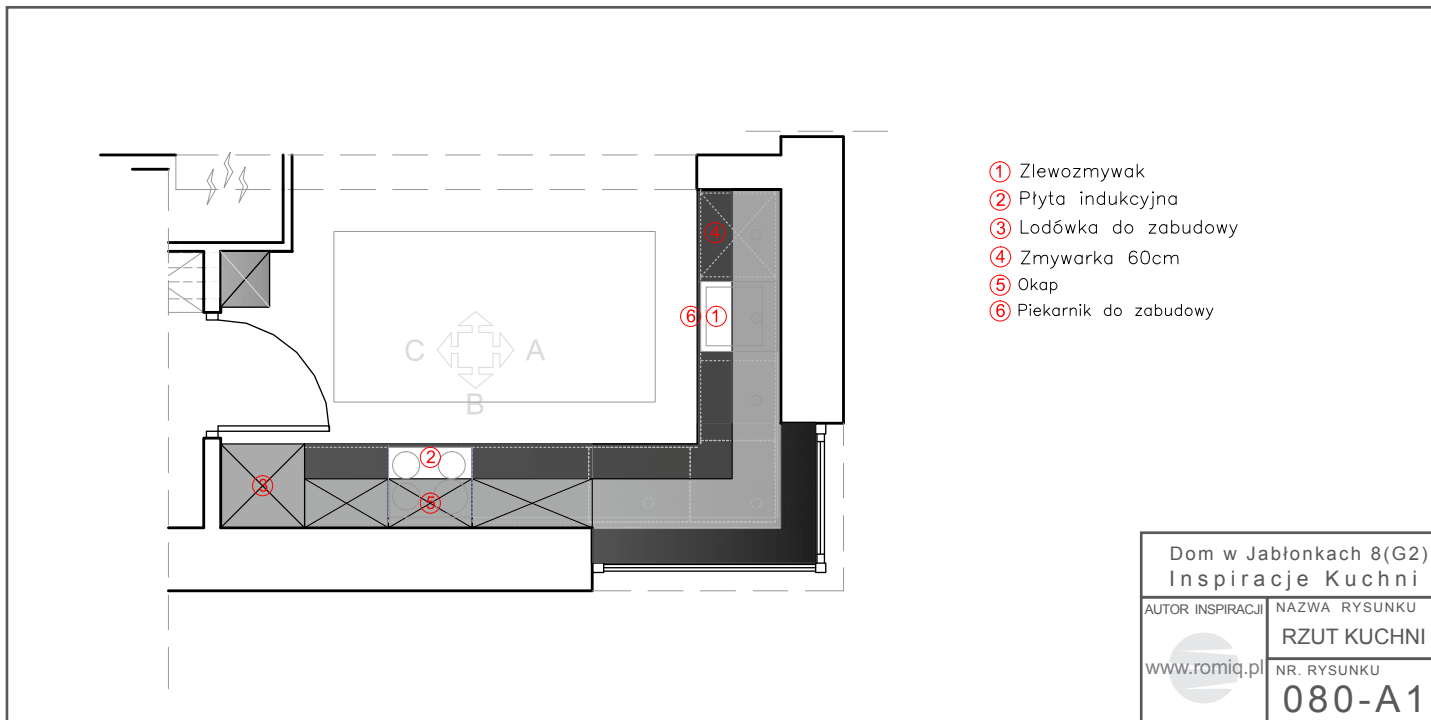 ① Zlewozmywak
② Płyta indukcyjna
③ Lodówka do zabudowy
④ Zmywarka 60cm
⑤ Okap
⑥ Piekarnik do zabudowy
④
⑥ ①
C A
B
②
③
⑤
Dom w Jabłonkach 8(G2)
Inspiracje Kuchni
AUTOR INSPIRACJI
www.romiq.pl
NAZWA RYSUNKU
RZUT KUCHNI
NR. RYSUNKU
080-A1